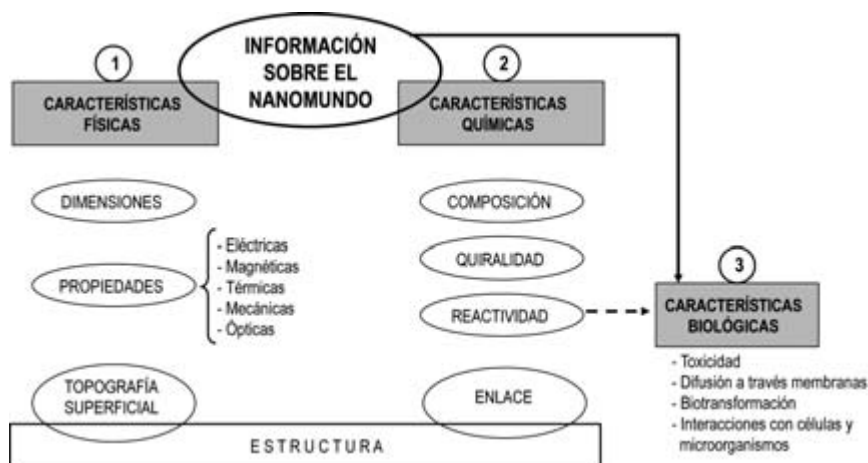 INFORMACIÓN
SOBRE EL
NANOMUNDO
1
CARACTERÍSTICAS
FÍSICAS
DIMENSIONES
PROPIEDADES
- Eléctricas
- Magnéticas
- Térmicas
- Mecánicas
- Ópticas
TOPOGRAFÍA
SUPERFICIAL
2
CARACTERÍSTICAS
QUÍMICAS
COMPOSICIÓN
QUIRALIDAD
REACTIVIDAD
ENLACE
ESTRUCTURA
3
CARACTERÍSTICAS
BIOLÓGICAS
- Toxicidad
- Difusión a través membranas
- Biotransformación
- Interacciones con células y
microorganismos